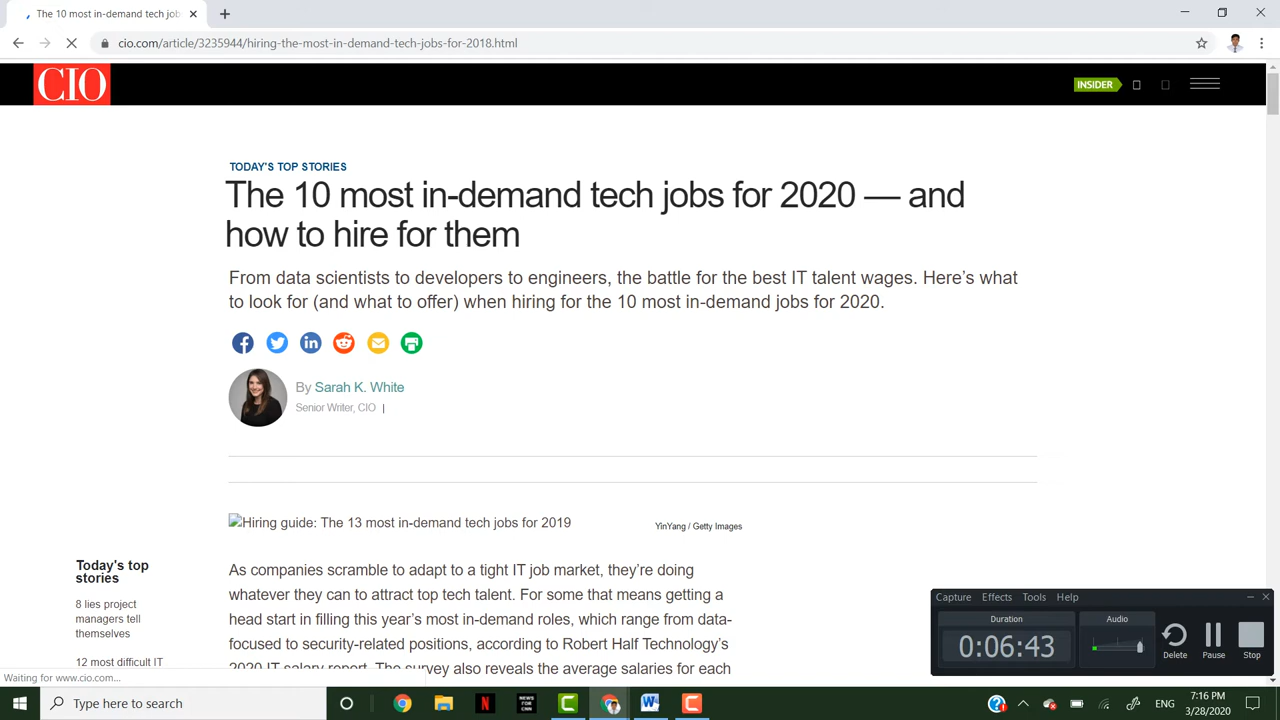 The 10 most in-demand tech job
cio.com/article/3235944/hiring-the-most-in-demand-tech-jobs-for-2018.html
CIO
INSIDER
TODAY'S TOP STORIES
The 10 most in-demand tech jobs for 2020 — and
how to hire for them
From data scientists to developers to engineers, the battle for the best IT talent wages. Here's what
to look for (and what to offer) when hiring for the 10 most in-demand jobs for 2020.
By Sarah K. White
Senior Writer, CIO |
Hiring guide: The 13 most in-demand tech jobs for 2019
YinYang / Getty Images
Today's top
stories
8 lies project
managers tell
themselves
12 most difficult IT
As companies scramble to adapt to a tight IT job market, they're doing
whatever they can to attract top tech talent. For some that means getting a
head start in filling this year's most in-demand roles, which range from data-
focused to security-related positions, according to Robert Half Technology's
2020 IT salary report. The survey also reveals the average salaries for each
Capture Effects Tools Help
Duration
0:06:43
Audio
Delete
Pause
Stop
Waiting for www.cio.com...
Type here to search
NEWS
FOR
CNN
ENG
7:16 PM
3/28/2020